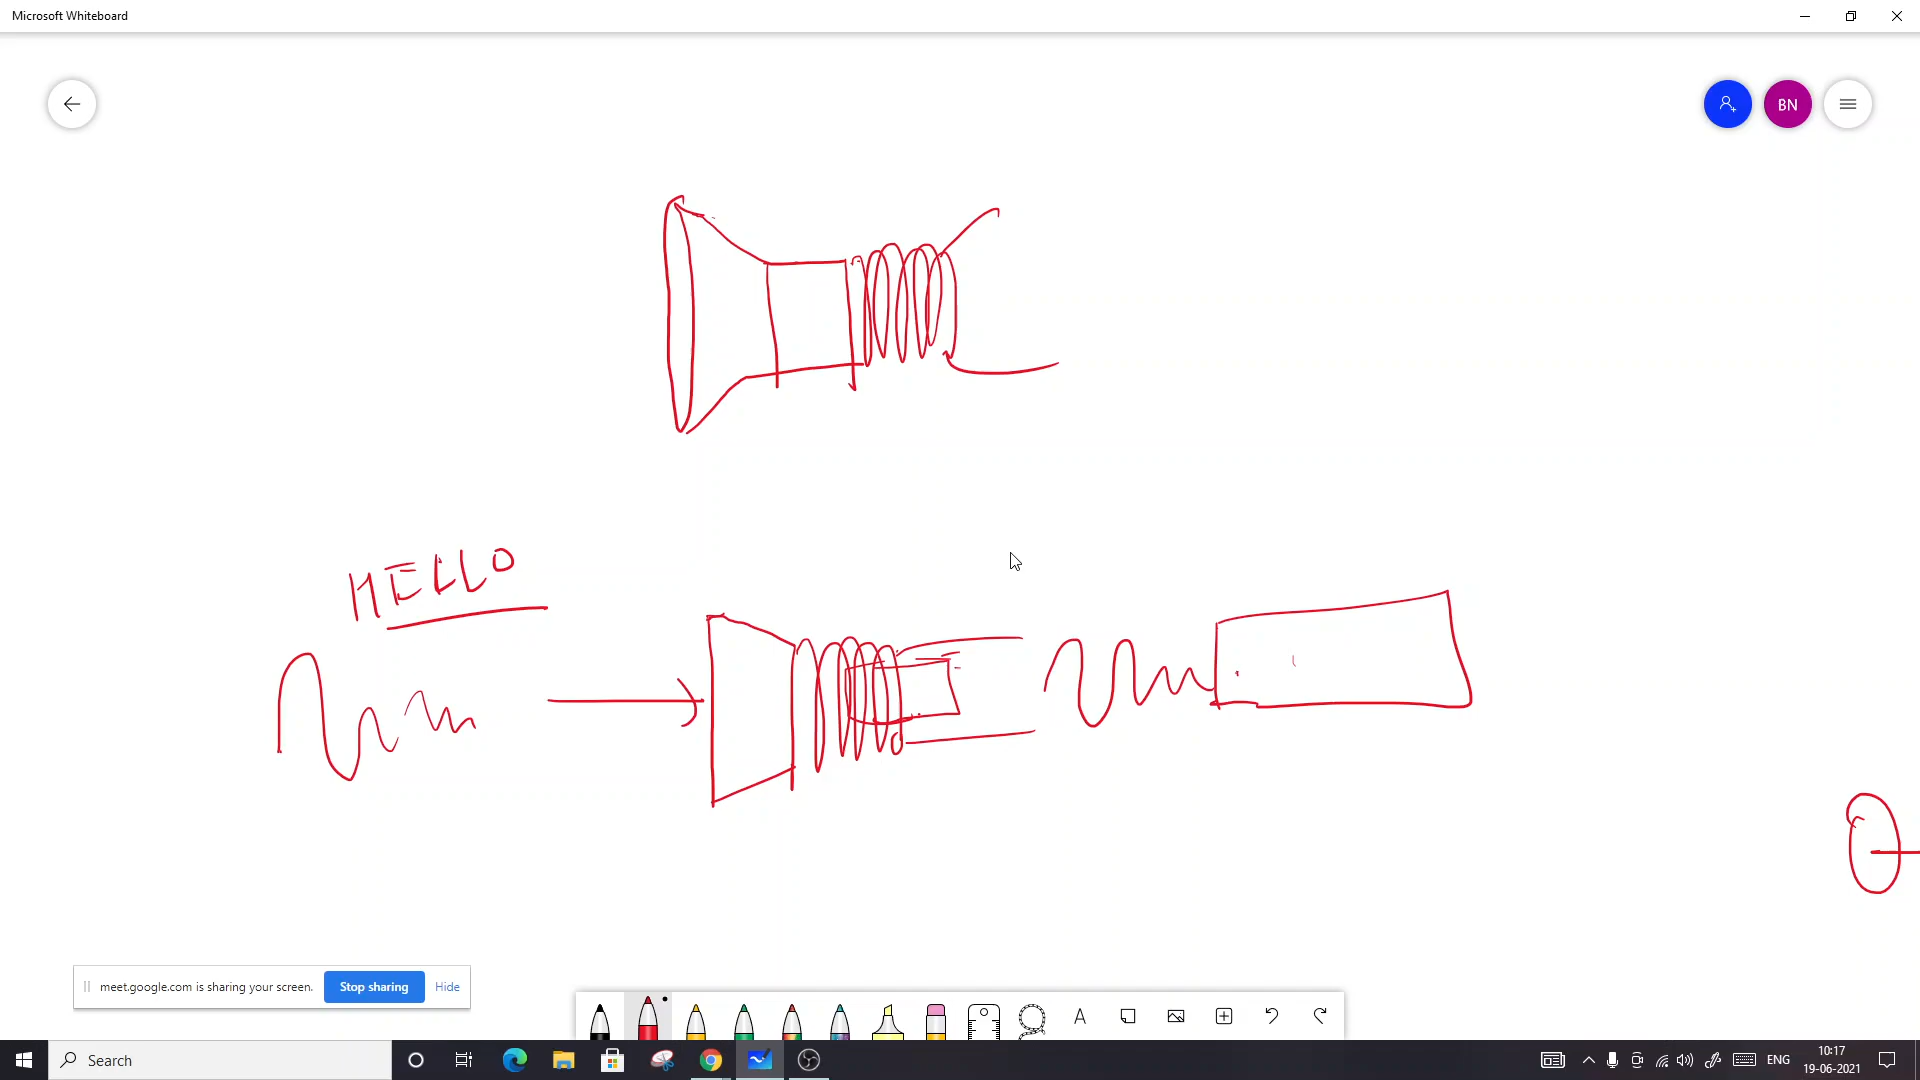 Microsoft Whiteboard
BN
HELLO
meet.google.com is sharing your screen.
Stop sharing
Hide
A
Search
ENG
10:17
19-06-2021